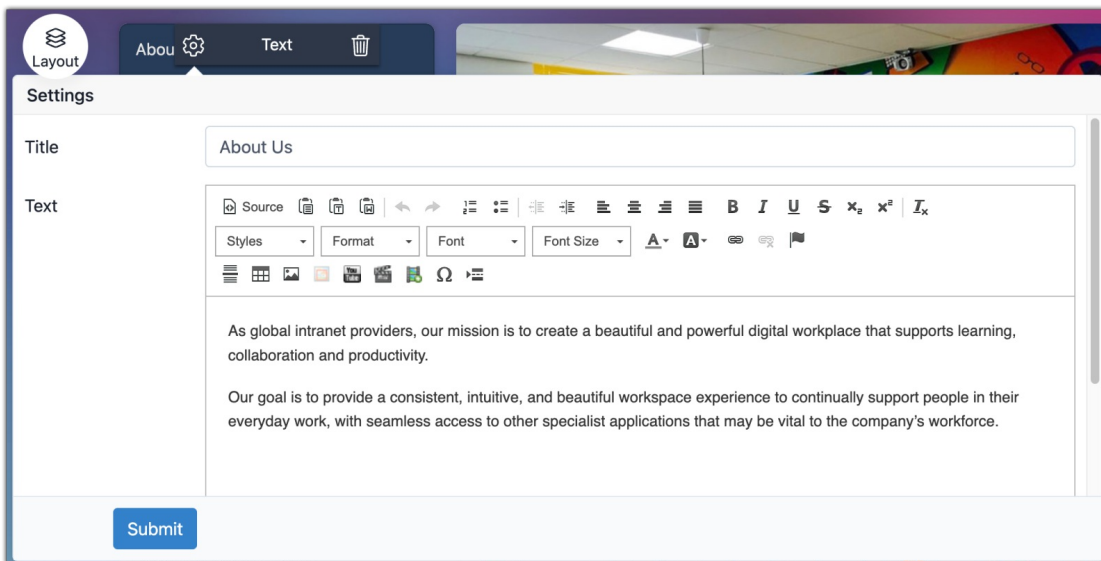 Layout
Abou
Text
Settings
Title
About Us
Text
Source
Styles
Format
Font
Font Size
As global intranet providers, our mission is to create a beautiful and powerful digital workplace that supports learning,
collaboration and productivity.
Our goal is to provide a consistent, intuitive, and beautiful workspace experience to continually support people in their
everyday work, with seamless access to other specialist applications that may be vital to the company’s workforce.
Submit